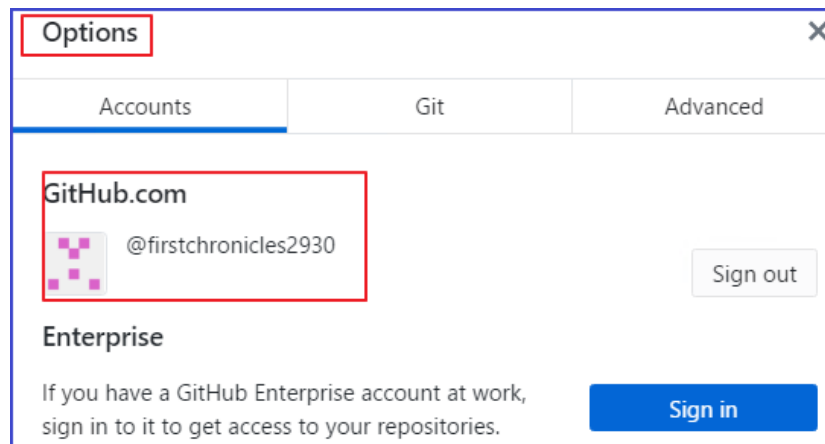 Options
Accounts Git Advanced
GitHub.com
@firstchronicles2930
Sign out
Enterprise
If you have a GitHub Enterprise account at work,
sign in to it to get access to your repositories.
Sign in